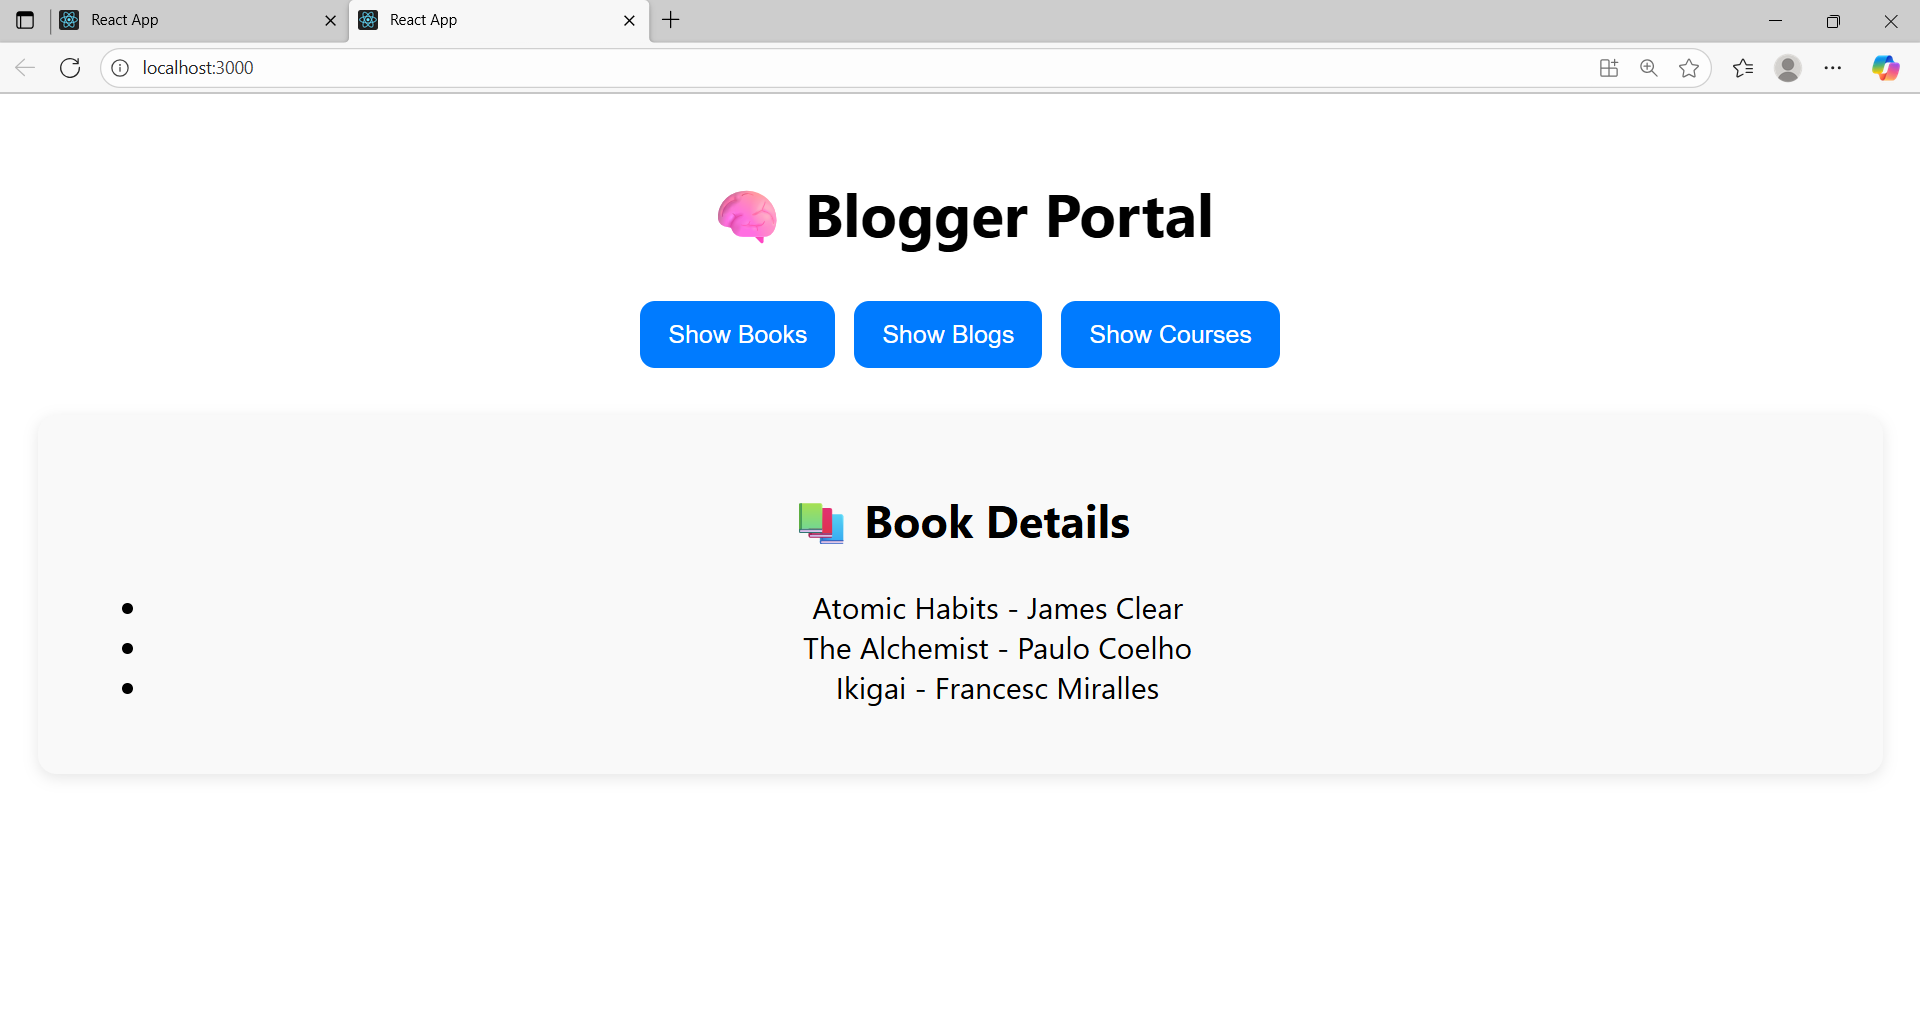 React App
React App
localhost:3000
Blogger Portal
Show Books
Show Blogs
Show Courses
Book Details
Atomic Habits - James Clear
The Alchemist - Paulo Coelho
Ikigai - Francesc Miralles